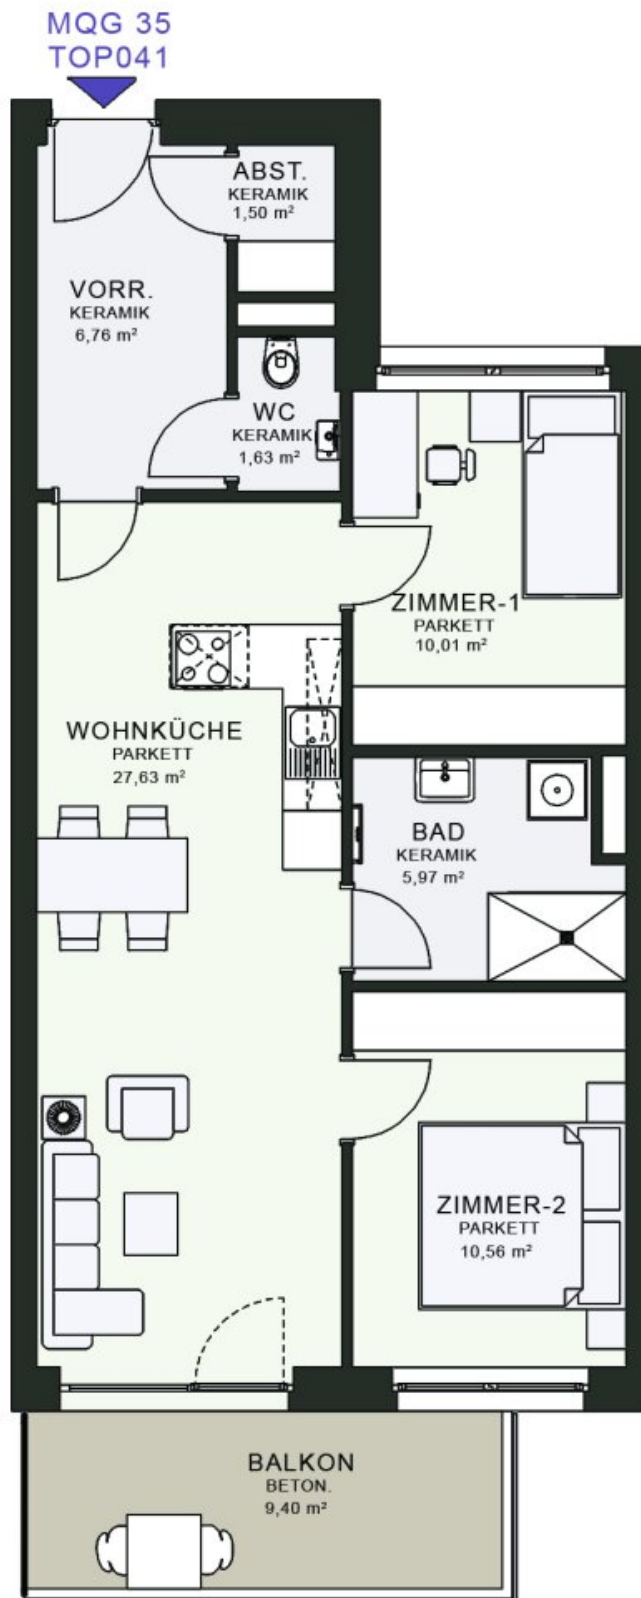 MQG 35
TOP041
ABST.
KERAMIK
1,50 m²
VORR.
KERAMIK
6,76 m²
WC
KERAMIK
1,63 m²
ZIMMER-1
PARKETT
10,01 m²
WOHNKÜCHE
PARKETT
27,63 m²
BAD
KERAMIK
5,97 m²
ZIMMER-2
PARKETT
10,56 m²
BALKON
BETON.
9,40 m²